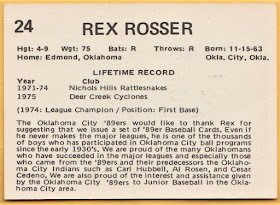 24 REX ROSSER
Hgt: 4-9 Wgt: 75 Bats: R Throws: R Born: 11-15-63
Home: Edmond, Oklahoma Okla. City, Okla.
LIFETIME RECORD
Year Club
1971-74 Nichols Hills Rattlesnakes
1975 Deer Creek Cyclones
(1974: League Champion / Position: First Base)
The Oklahoma City '89ers would like to thank Rex for
suggesting that we issue a set of '89er Baseball Cards. Even if
he never makes the major leagues, he is one of the thousands
of boys who has participated in Oklahoma City ball programs
since the early 1930's. We are proud of the many Oklahomans
who have succeeded in the major leagues and especially those
who came from the '89ers and their predecessors the Oklaho-
ma City Indians such as Carl Hubbell, Al Rosen, and Cesar
Cedeno. We are also proud of the interest and assistance given
by the Oklahoma City '89ers to Junior Baseball in the Okla-
homa City area.